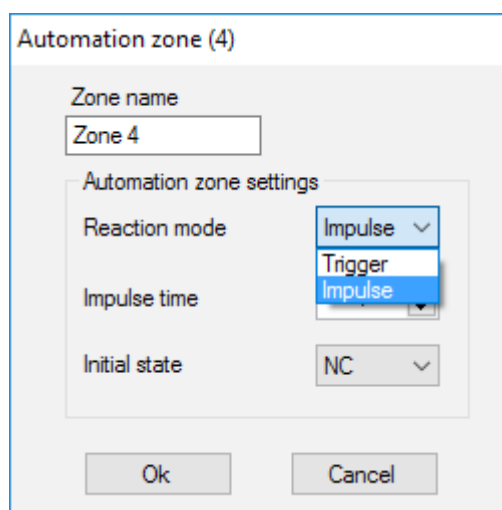 Automation zone (4)
Zone name
Zone 4
Automation zone settings
Reaction mode Impulse
Trigger
Impulse
Impulse time
Initial state NC
Ok Cancel